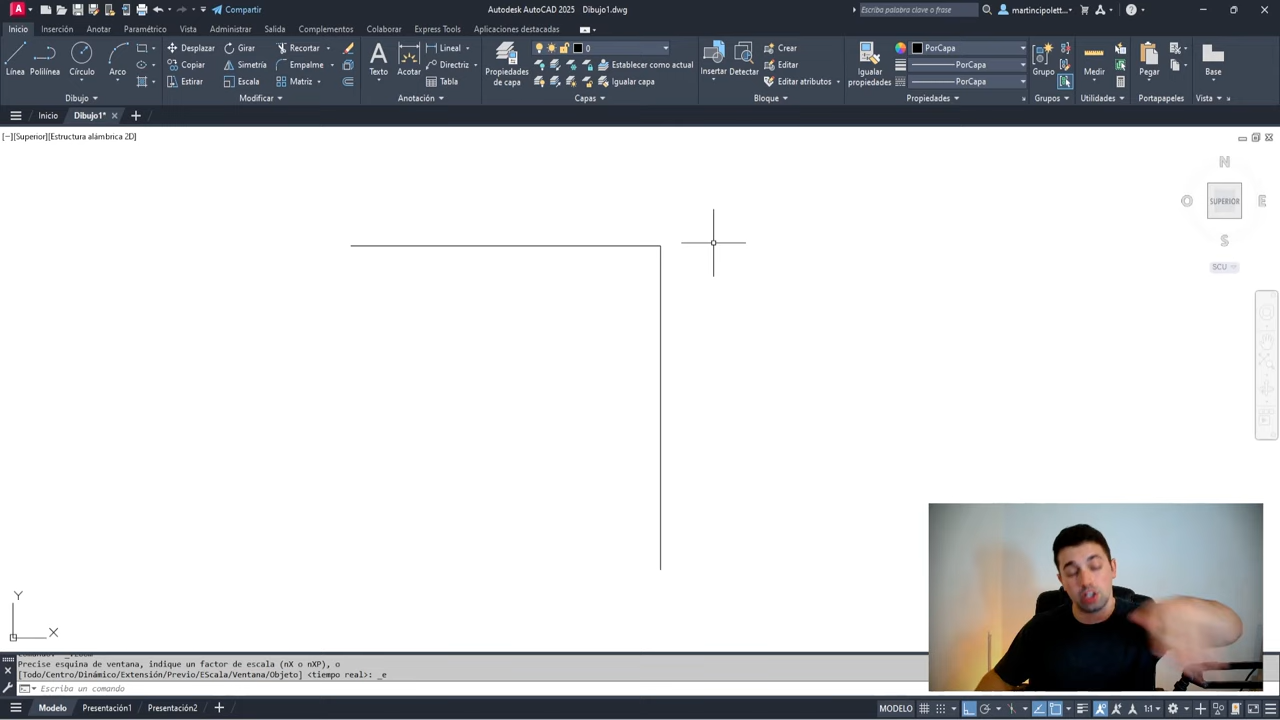 Compartir
Autodesk AutoCAD 2025 Dibujo1.dwg
Escriba palabra clave o frase
martincipolett...
Inicio Inserción Anotar Paramétrico Vista Administrar Salida Complementos Colaborar Express Tools Aplicaciones destacadas
Línea Polilínea Círculo Arco
Dibujo
Desplazar Girar Recortar
Copiar Simetría Empalme
Estirar Escala Matriz
Modificar
Texto Acotar
Lineal
Directriz
Tabla
Anotación
Propiedades
de capa
0
Establecer como actual
Igualar capa
Capas
Insertar Detectar
Crear
Editar
Editar atributos
Bloque
Igualar
propiedades
PorCapa
PorCapa
PorCapa
Propiedades
Grupo
Grupos
Medir
Utilidades
Pegar
Portapapeles
Base
Vista
Inicio Dibujo1*
[−][Superior][Estructura alámbrica 2D]
N
O SUPERIOR E
S
SCU
Y
X
Precise esquina de ventana, indique un factor de escala (nX o nXP), o
[Todo/Centro/Dinámico/Extensión/Previo/EScala/Ventana/Objeto] <tiempo real>: _e
Escriba un comando
Modelo Presentación1 Presentación2
MODELO
1:1